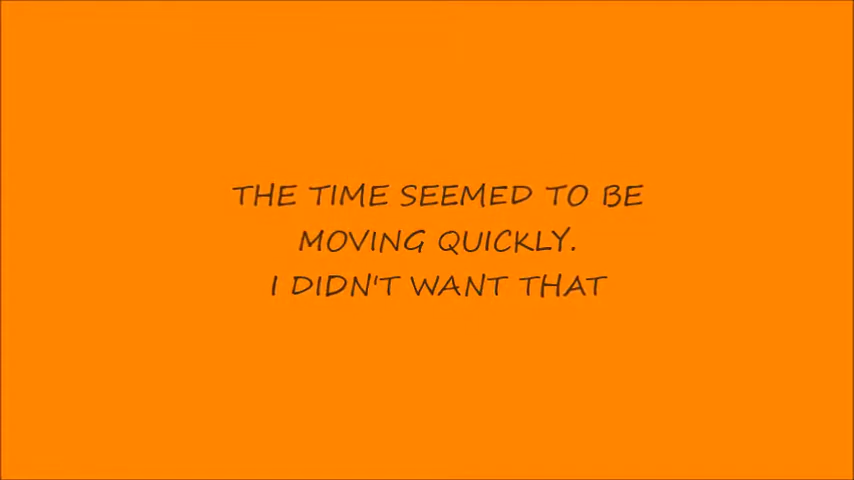 THE TIME SEEMED TO BE
MOVING QUICKLY.
I DIDN'T WANT THAT